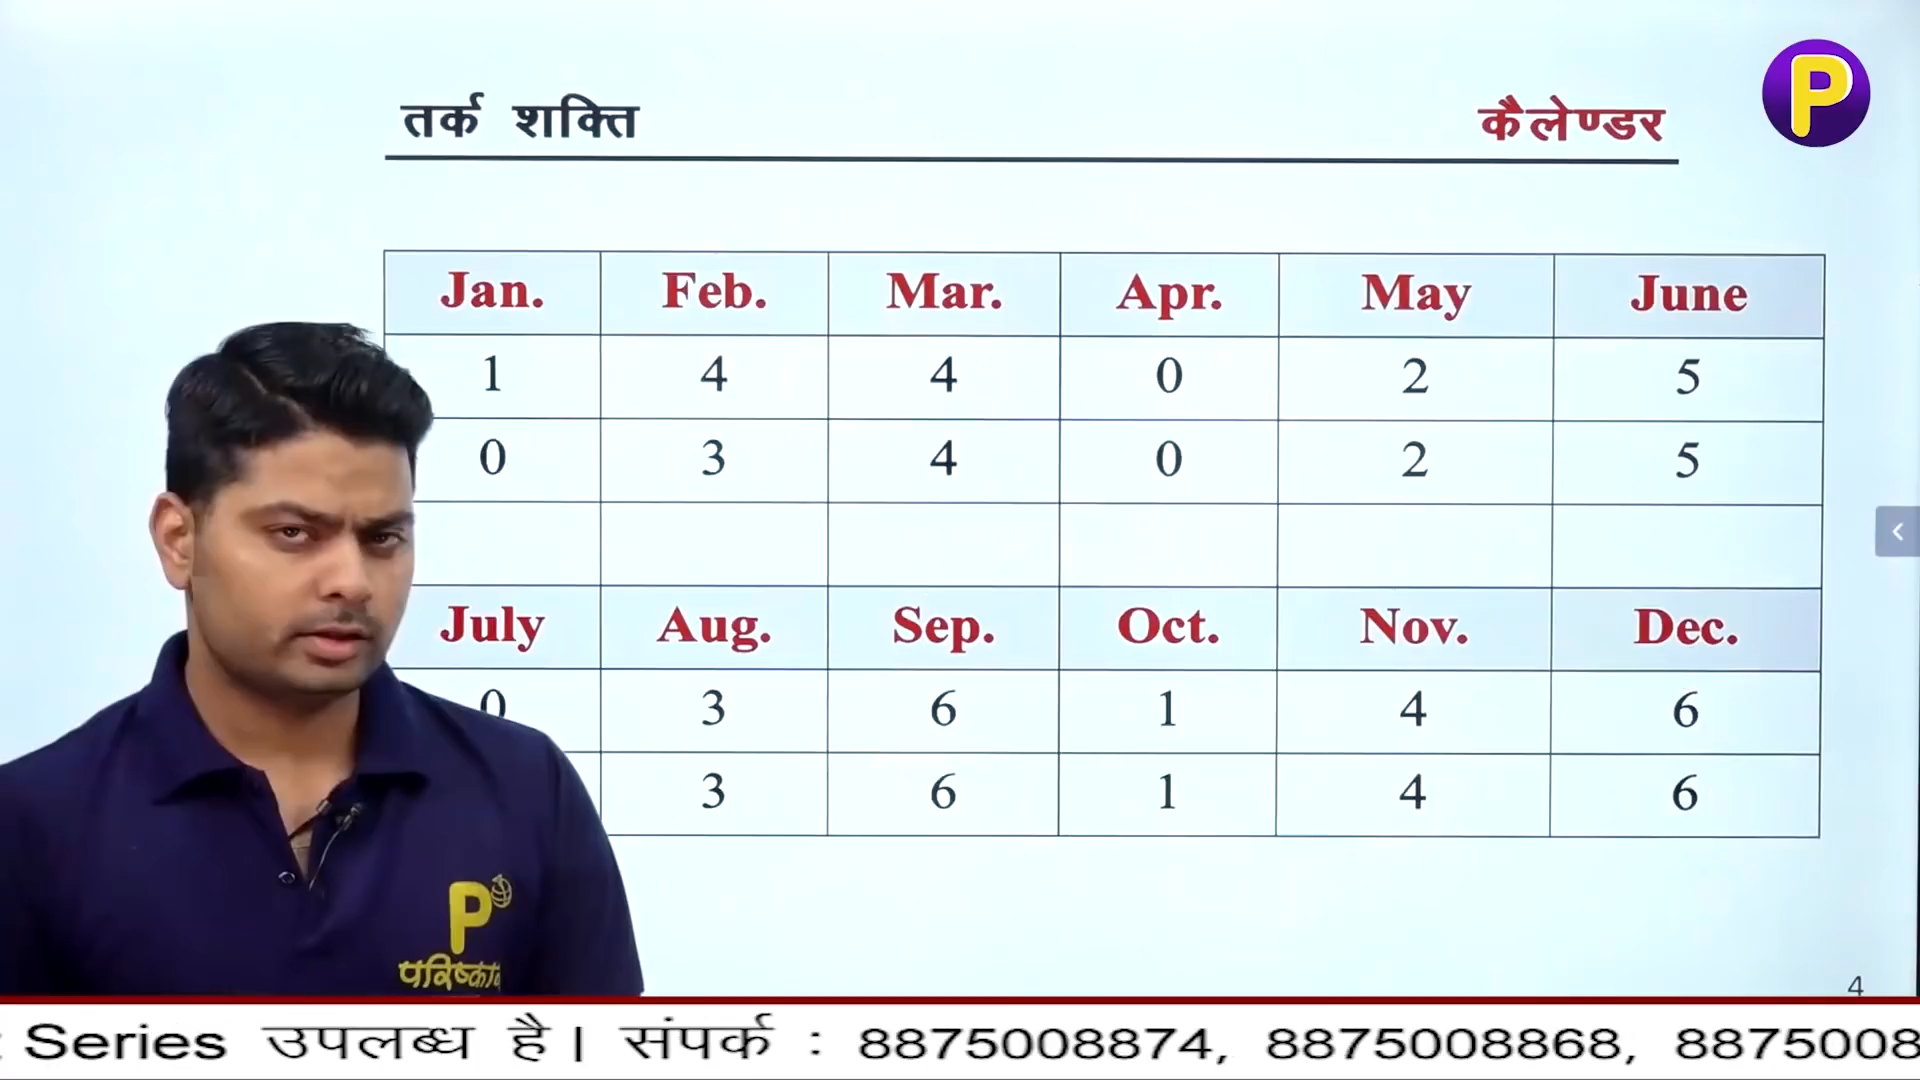 P
तर्क शक्ति कैलेण्डर
Jan. Feb. Mar. Apr. May June
1 4 4 0 2 5
0 3 4 0 2 5
July Aug. Sep. Oct. Nov. Dec.
0 3 6 1 4 6
3 6 1 4 6
P
परिष्कार
4
Series उपलब्ध है। संपर्क : 8875008874, 8875008868, 8875008